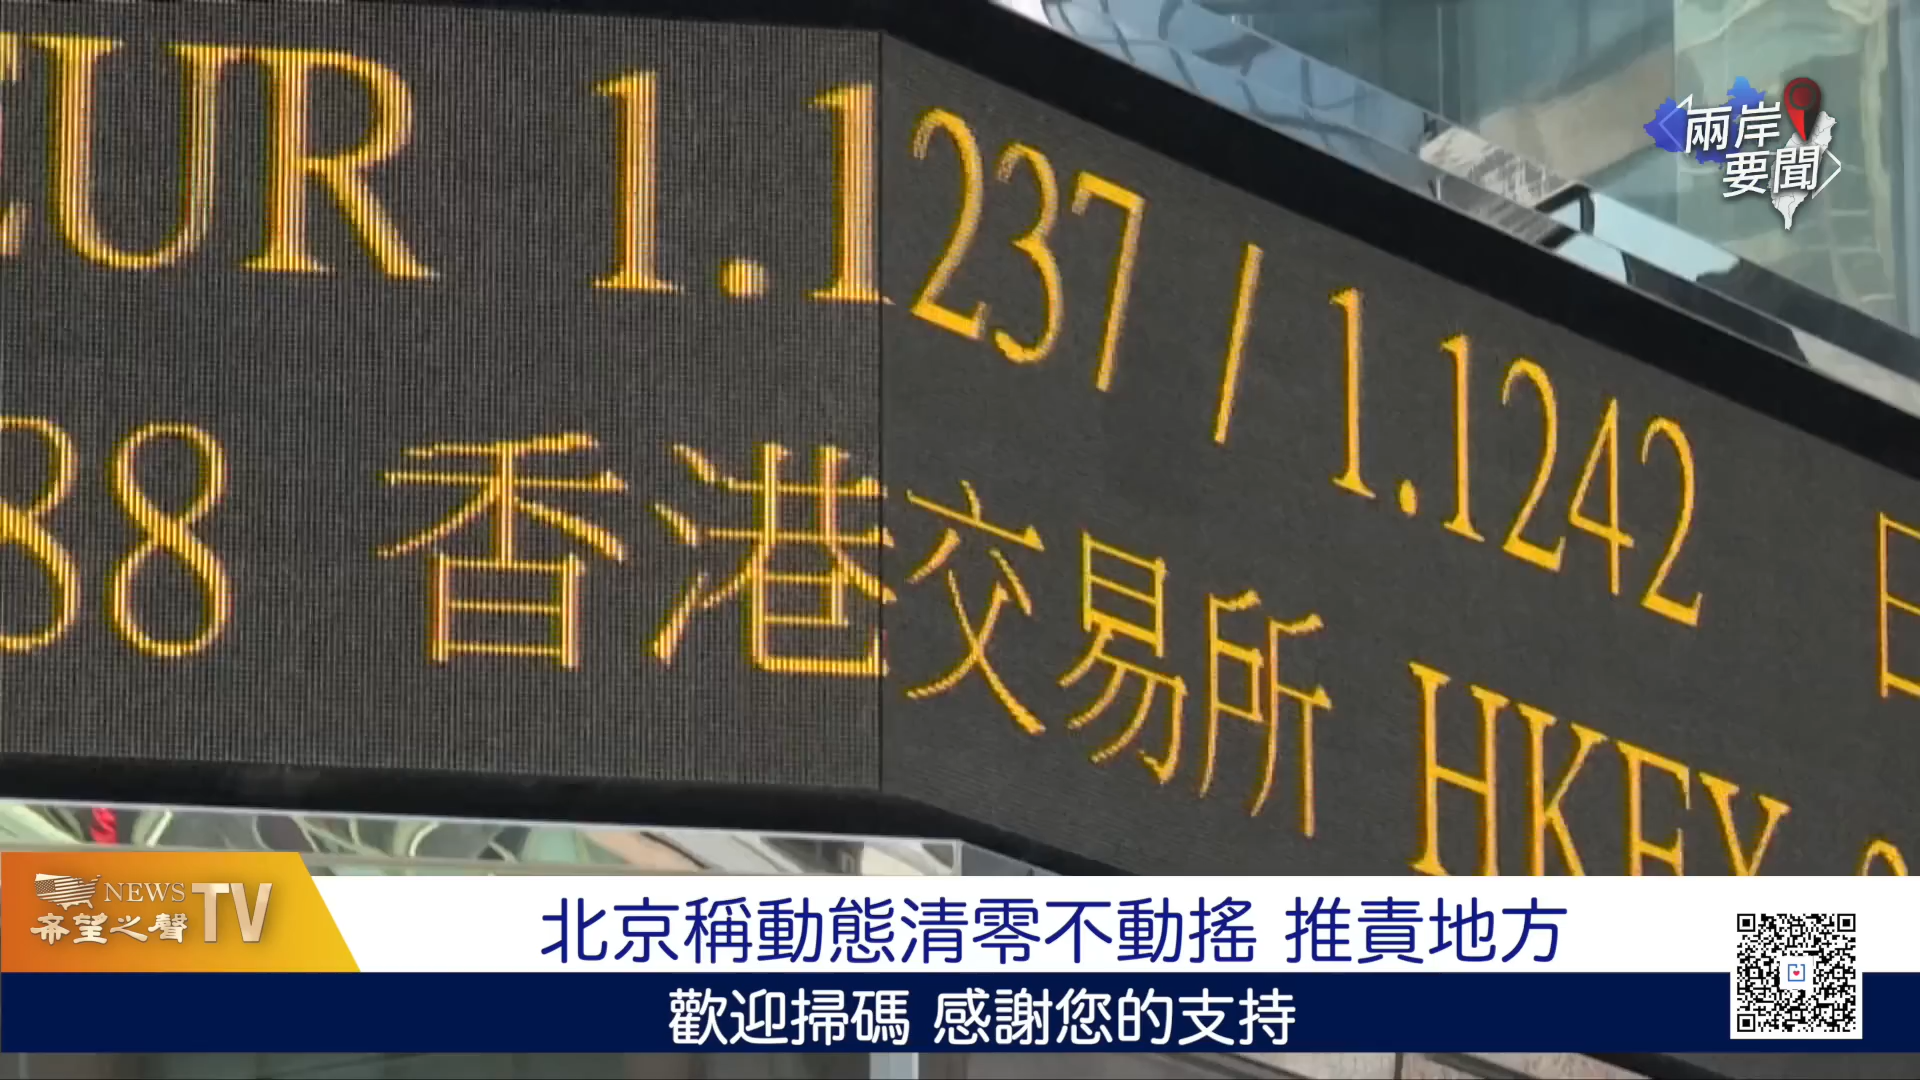 EUR 1.1237 / 1.1242
38 香港交易所 HKEX
兩岸
要聞
NEWS
希望之聲 TV
北京稱動態清零不動搖 推責地方
歡迎掃碼 感謝您的支持